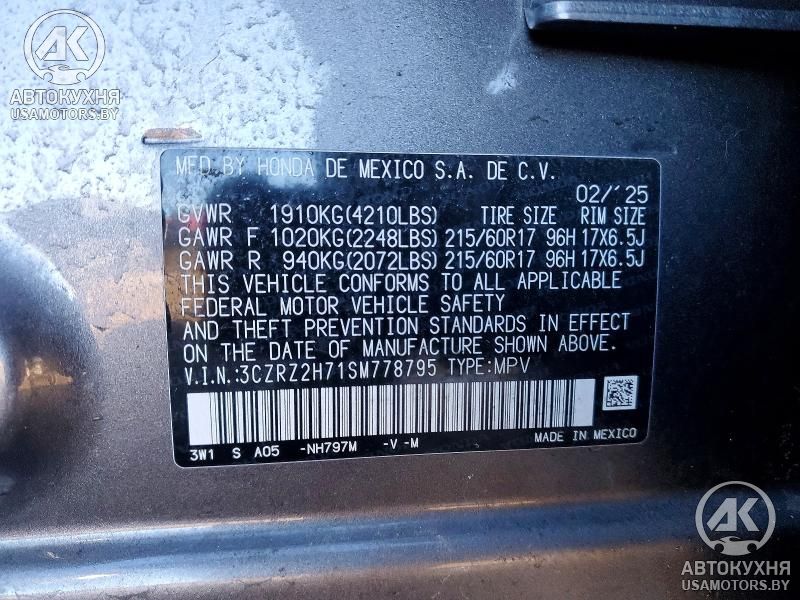 AK
АВТОКУХНЯ
USAMOTORS.BY
MFD BY HONDA DE MEXICO S.A. DE C.V.
02/'25
GVWR 1910KG(4210LBS) TIRE SIZE RIM SIZE
GAWR F 1020KG(2248LBS) 215/60R17 96H 17X6.5J
GAWR R 940KG(2072LBS) 215/60R17 96H 17X6.5J
THIS VEHICLE CONFORMS TO ALL APPLICABLE
FEDERAL MOTOR VEHICLE SAFETY
AND THEFT PREVENTION STANDARDS IN EFFECT
ON THE DATE OF MANUFACTURE SHOWN ABOVE.
V.I.N.:3CZRZ2H71SM778795 TYPE:MPV
MADE IN MEXICO
3W1 S A05 -NH797M -V -M
AK
АВТОКУХНЯ
USAMOTORS.BY